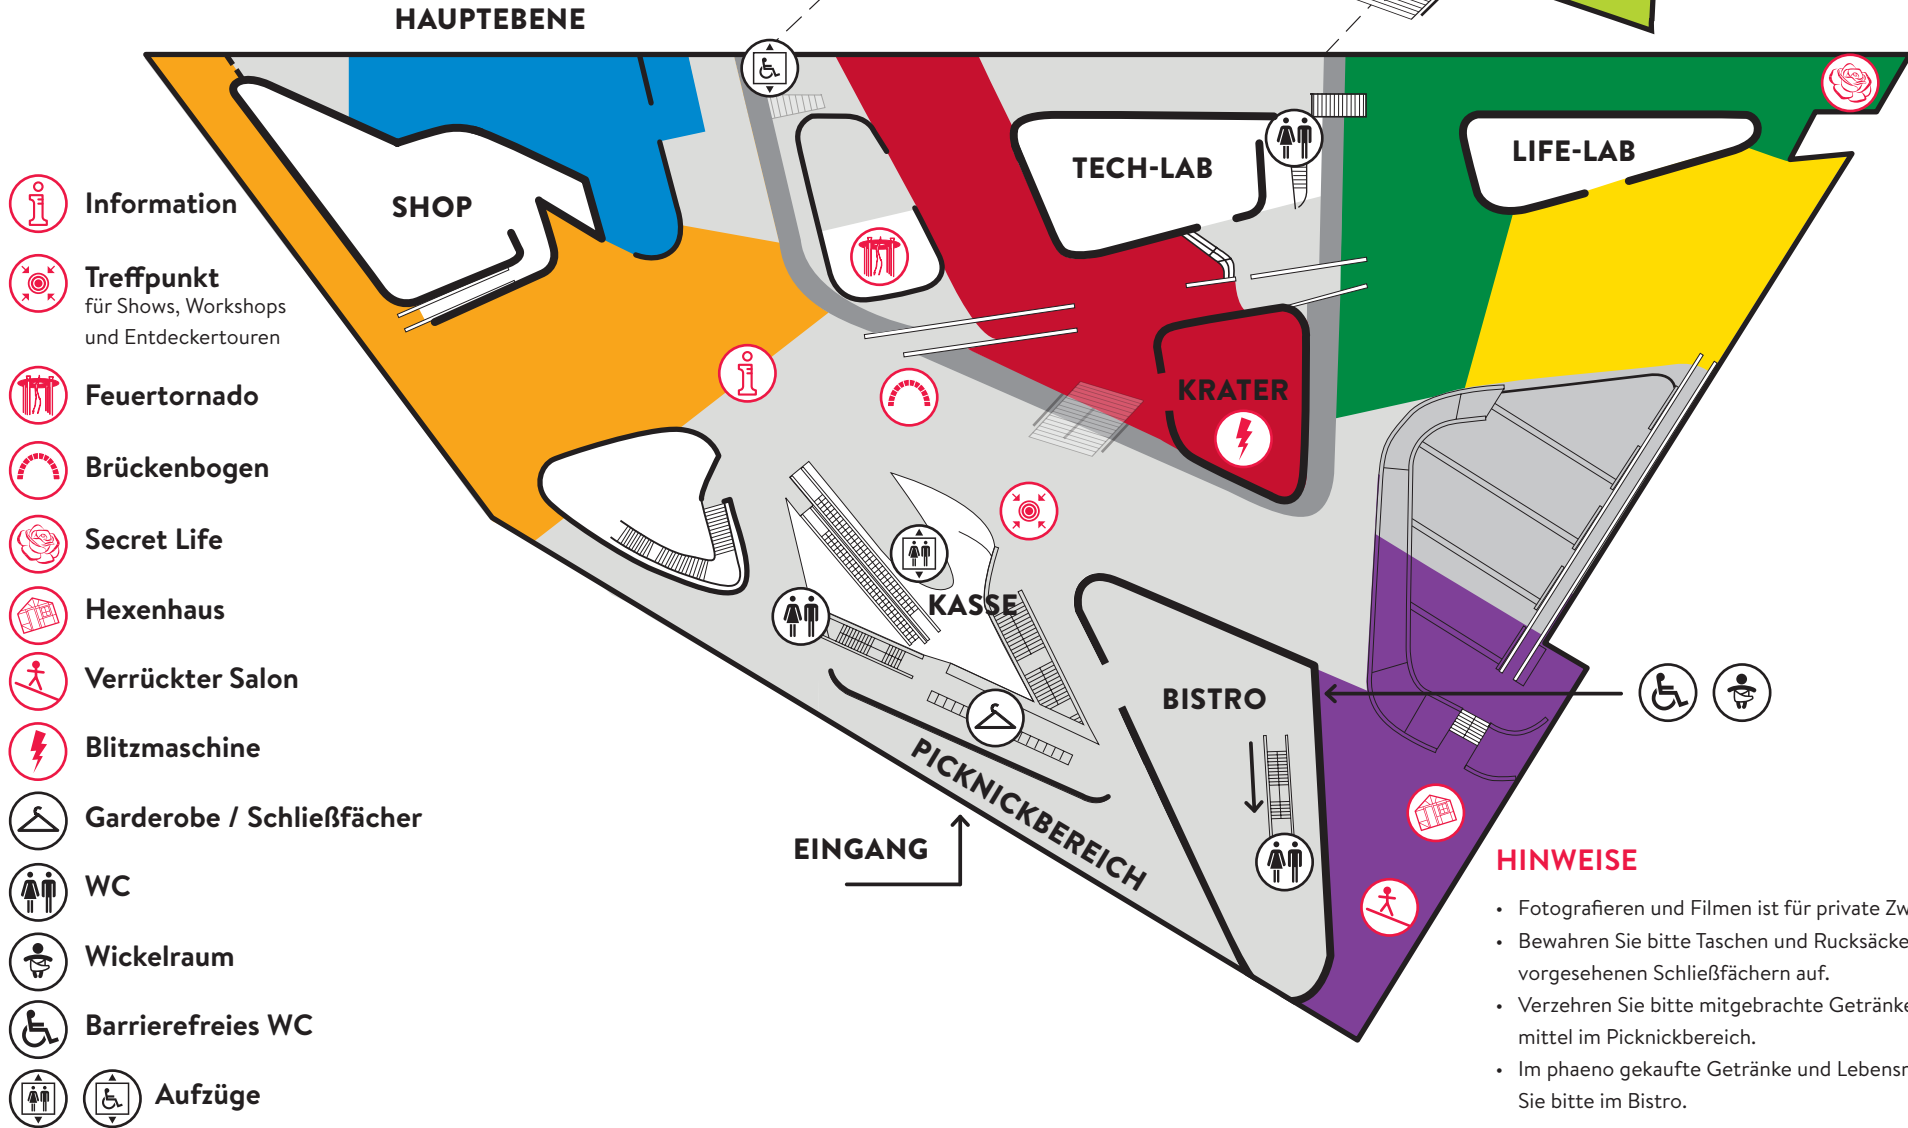 HAUPTEBENE
SHOP
TECH-LAB
LIFE-LAB
KRATER
KASSE
BISTRO
PICKNICKBEREICH
EINGANG
Information
Treffpunkt
für Shows, Workshops
und Entdeckertouren
Feuertornado
Brückenbogen
Secret Life
Hexenhaus
Verrückter Salon
Blitzmaschine
Garderobe / Schließfächer
WC
Wickelraum
Barrierefreies WC
Aufzüge
HINWEISE
• Fotografieren und Filmen ist für private
• Bewahren Sie bitte Taschen und Rucksäcke
vorgesehenen Schließfächern auf.
• Verzehren Sie bitte mitgebrachte Getränke
mittel im Picknickbereich.
• Im phaeno gekaufte Getränke und
Sie bitte im Bistro.